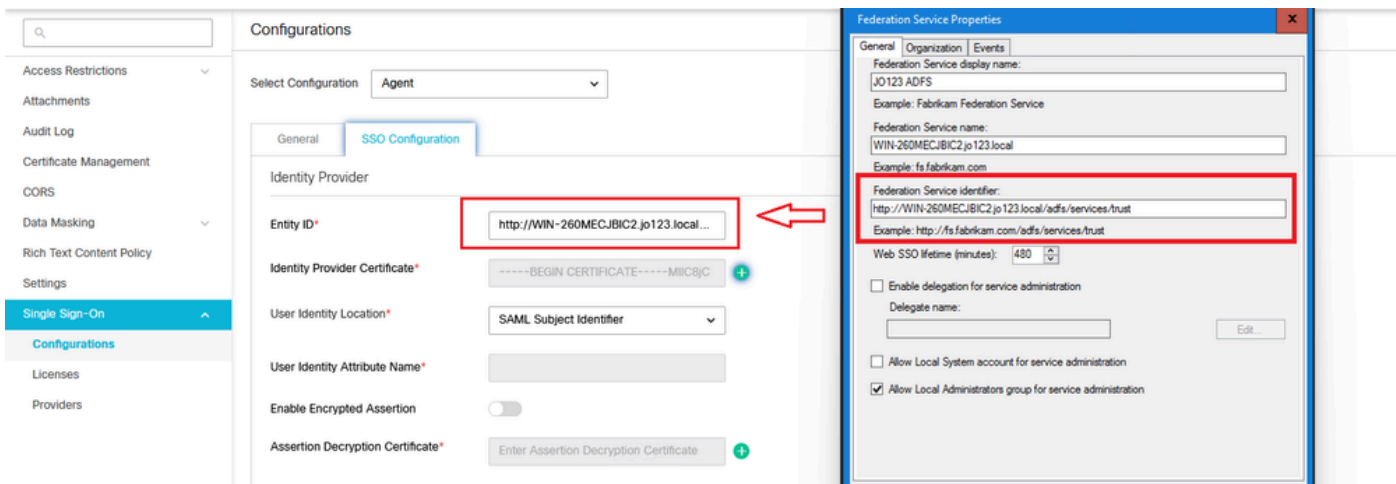 Configurations
Select Configuration
Agent
General
SSO Configuration
Identity Provider
Entity ID*
http://WIN-260MECJBIC2.jo123.local...
Identity Provider Certificate*
-----BEGIN CERTIFICATE-----MIIC8jC
User Identity Location*
SAML Subject Identifier
User Identity Attribute Name*
Enable Encrypted Assertion
Assertion Decryption Certificate*
Enter Assertion Decryption Certificate
Access Restrictions
Attachments
Audit Log
Certificate Management
CORS
Data Masking
Rich Text Content Policy
Settings
Single Sign-On
Configurations
Licenses
Providers
Federation Service Properties
x
General
Organization
Events
Federation Service display name:
JO123 ADFS
Example: Fabrikam Federation Service
Federation Service name:
WIN-260MECJBIC2.jo123.local
Example: fs.fabrikam.com
Federation Service identifier:
http://WIN-260MECJBIC2.jo123.local/adfs/services/trust
Example: http://fs.fabrikam.com/adfs/services/trust
Web SSO lifetime (minutes):
480
Enable delegation for service administration
Delegate name:
Edit...
Allow Local System account for service administration
Allow Local Administrators group for service administration